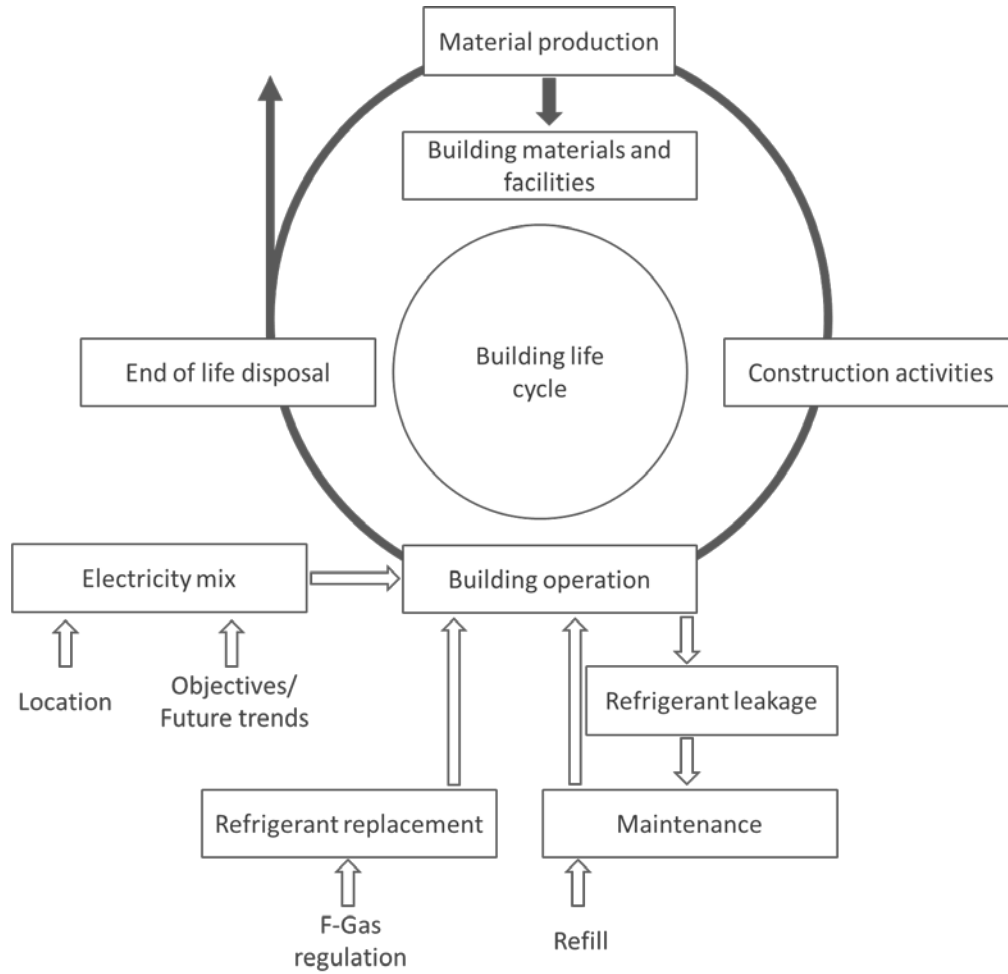 Material production
Building materials and
facilities
Building life
cycle
End of life disposal
Construction activities
Electricity mix
Building operation
Location
Objectives/
Future trends
Refrigerant leakage
Refrigerant replacement
Maintenance
F-Gas
regulation
Refill